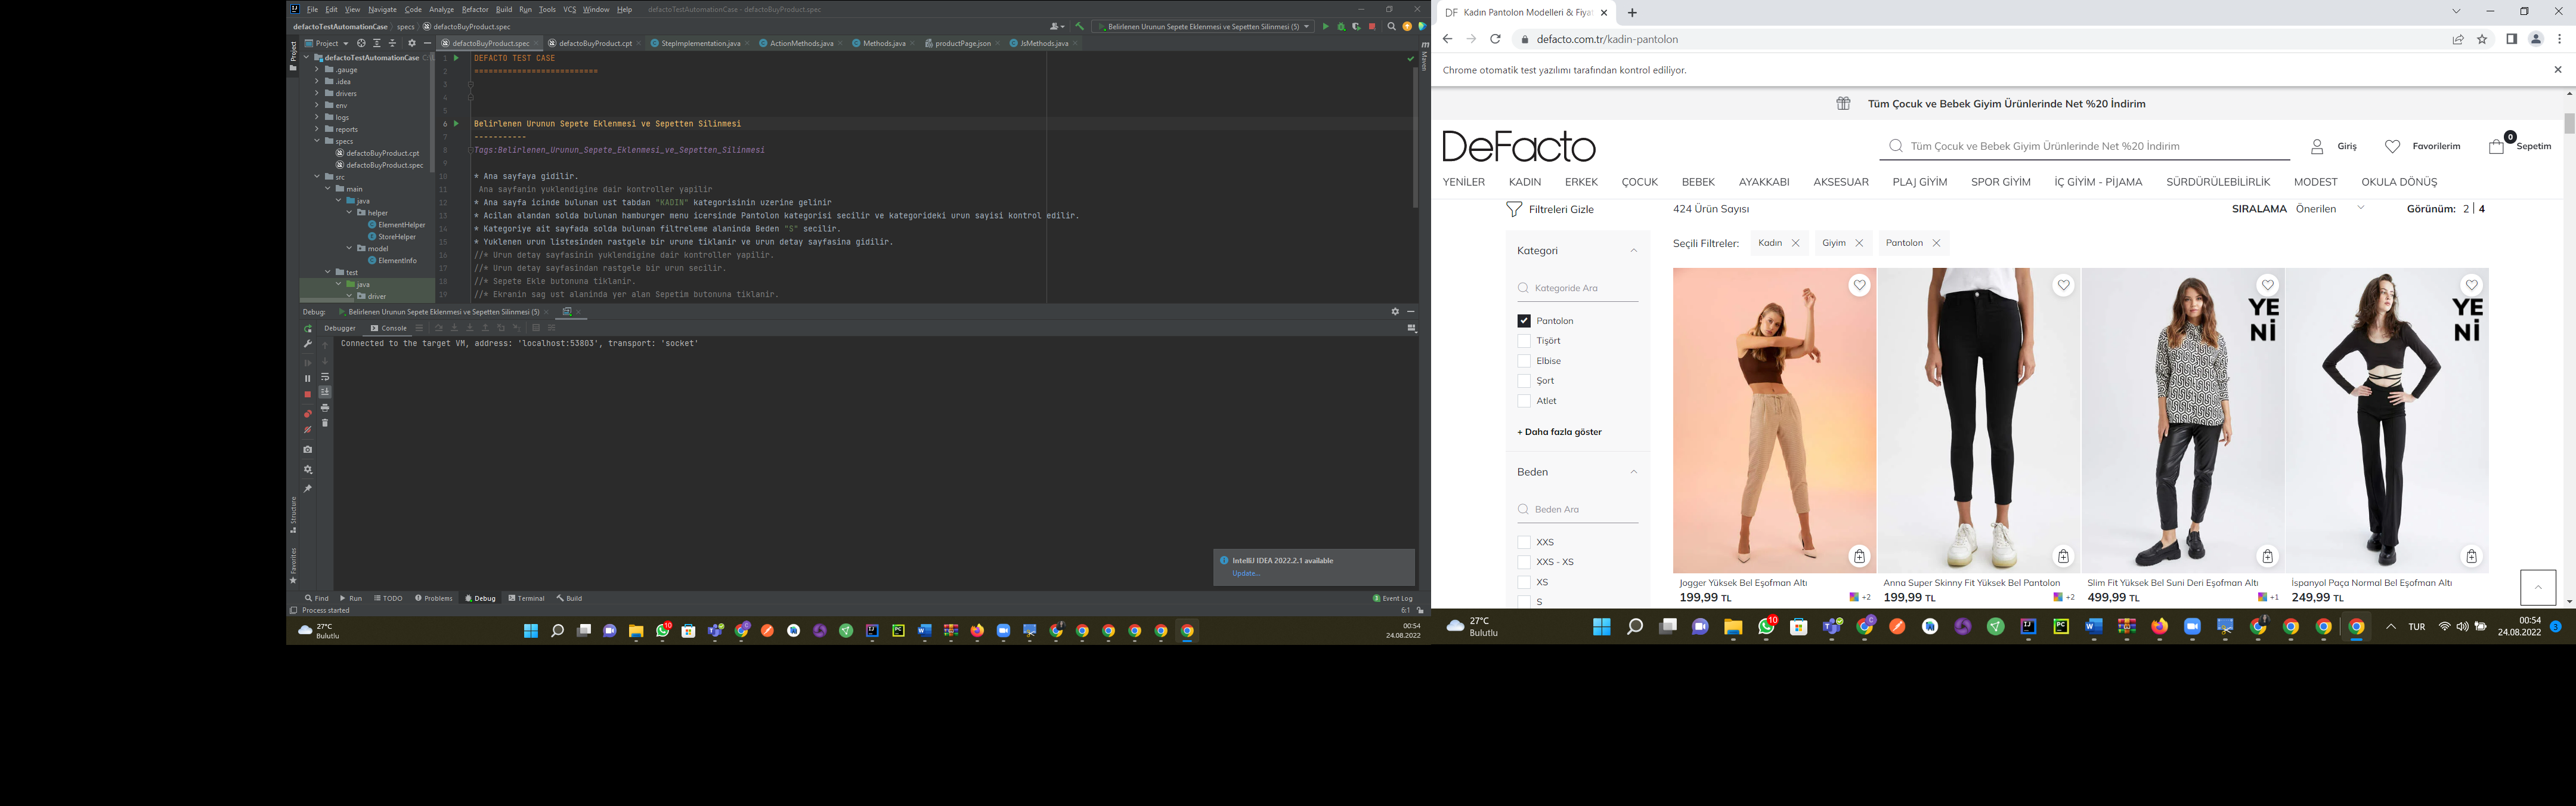 File Edit View Navigate Code Analyze Refactor Build Run Tools VCS Window Help defactoTestAutomationCase - defactoBuyProduct.spec
defactoTestAutomationCase specs defactoBuyProduct.spec
Belirlenen Urunun Sepete Eklenmesi ve Sepetten Silinmesi (5)
Project
defactoBuyProduct.spec defactoBuyProduct.cpt StepImplementation.java ActionMethods.java Methods.java productPage.json JsMethods.java
Project
Maven
defactoTestAutomationCase
.gauge
.idea
drivers
env
logs
reports
specs
defactoBuyProduct.cpt
defactoBuyProduct.spec
src
main
java
helper
ElementHelper
StoreHelper
model
ElementInfo
test
java
driver
1 DEFACTO TEST CASE
2 ==========================
3
4
5
6 Belirlenen Urunun Sepete Eklenmesi ve Sepetten Silinmesi
7 -----------
8 Tags:Belirlenen_Urunun_Sepete_Eklenmesi_ve_Sepetten_Silinmesi
9
10 * Ana sayfaya gidilir.
11 Ana sayfanin yuklendigine dair kontroller yapilir
12 * Ana sayfa icinde bulunan ust tabdan "KADIN" kategorisinin uzerine gelinir
13 * Acilan alandan solda bulunan hamburger menu icersinde Pantolon kategorisi secilir ve kategorideki urun sayisi kontrol edilir.
14 * Kategoriye ait sayfada solda bulunan filtreleme alaninda Beden "S" secilir.
15 * Yuklenen urun listesinden rastgele bir urune tiklanir ve urun detay sayfasina gidilir.
16 //* Urun detay sayfasinin yuklendigine dair kontroller yapilir.
17 //* Urun detay sayfasindan rastgele bir urun secilir.
18 //* Sepete Ekle butonuna tiklanir.
19 //* Ekranin sag ust alaninda yer alan Sepetim butonuna tiklanir.
Debug: Belirlenen Urunun Sepete Eklenmesi ve Sepetten Silinmesi (5)
Debugger Console
Connected to the target VM, address: 'localhost:53803', transport: 'socket'
Structure
Favorites
IntelliJ IDEA 2022.2.1 available
Update...
Find Run TODO Problems Debug Terminal Build
3 Event Log
Process started
6:1
27°C
Bulutlu
10
00:54
24.08.2022
DF Kadın Pantolon Modelleri & Fiya
defacto.com.tr/kadin-pantolon
Chrome otomatik test yazılımı tarafından kontrol ediliyor.
Tüm Çocuk ve Bebek Giyim Ürünlerinde Net %20 İndirim
DeFacto
Tüm Çocuk ve Bebek Giyim Ürünlerinde Net %20 İndirim
Giriş Favorilerim 0 Sepetim
YENİLER KADIN ERKEK ÇOCUK BEBEK AYAKKABI AKSESUAR PLAJ GİYİM SPOR GİYİM İÇ GİYİM - PİJAMA SÜRDÜRÜLEBİLİRLİK MODEST OKULA DÖNÜŞ
Filtreleri Gizle 424 Ürün Sayısı SIRALAMA Önerilen Görünüm: 2 | 4
Seçili Filtreler: Kadın Giyim Pantolon
Kategori
Kategoride Ara
Pantolon
Tişört
Elbise
Şort
Atlet
+ Daha fazla göster
Beden
Beden Ara
XXS
XXS - XS
XS
S
YE
Nİ
YE
Nİ
Jogger Yüksek Bel Eşofman Altı
199,99 TL +2
Anna Super Skinny Fit Yüksek Bel Pantolon
199,99 TL +2
Slim Fit Yüksek Bel Suni Deri Eşofman Altı
499,99 TL +1
İspanyol Paça Normal Bel Eşofman Altı
249,99 TL
27°C
Bulutlu
10
TUR
00:54
24.08.2022
3